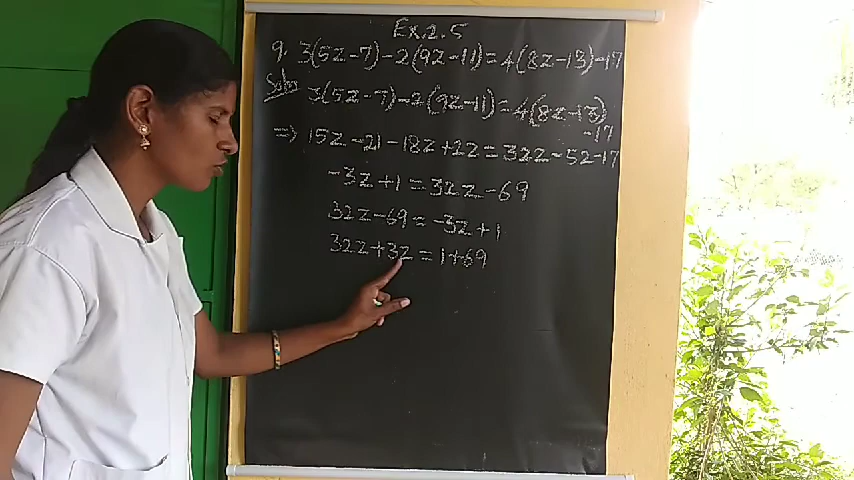 Ex.2.5
9. 3(5z-7)-2(9z-11)=4(8z-13)-17
Soln 3(5z-7)-2(9z-11)=4(8z-13)
-17
=> 15z-21-18z+22=32z-52-17
-3z+1=32z-69
32z-69=-3z+1
32z+3z=1+69